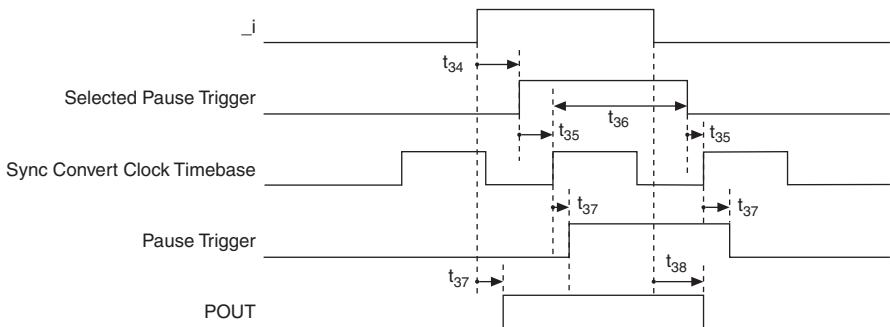 _i
t34
Selected Pause Trigger
t36
t35
t35
Sync Convert Clock Timebase
t37
t37
Pause Trigger
t37
t38
POUT